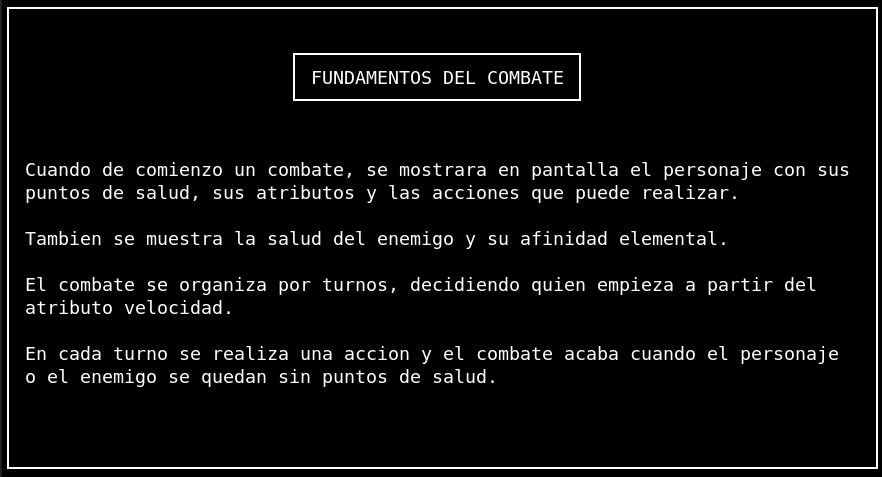 FUNDAMENTOS DEL COMBATE
Cuando de comienzo un combate, se mostrara en pantalla el personaje con sus
puntos de salud, sus atributos y las acciones que puede realizar.
Tambien se muestra la salud del enemigo y su afinidad elemental.
El combate se organiza por turnos, decidiendo quien empieza a partir del
atributo velocidad.
En cada turno se realiza una accion y el combate acaba cuando el personaje
o el enemigo se quedan sin puntos de salud.